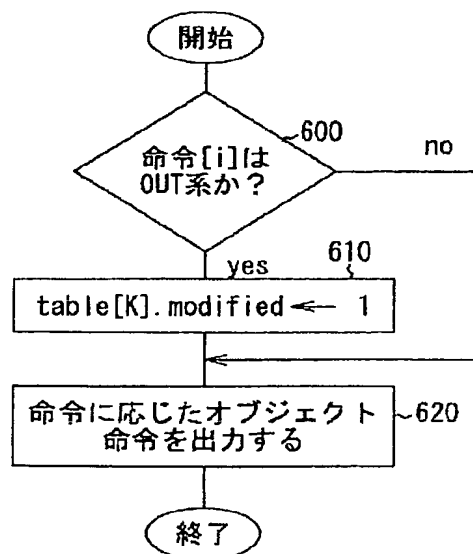 開始
600
命令[i]は
OUT系か？
no
yes
610
table[K].modified ← 1
命令に応じたオブジェクト
命令を出力する
620
終了